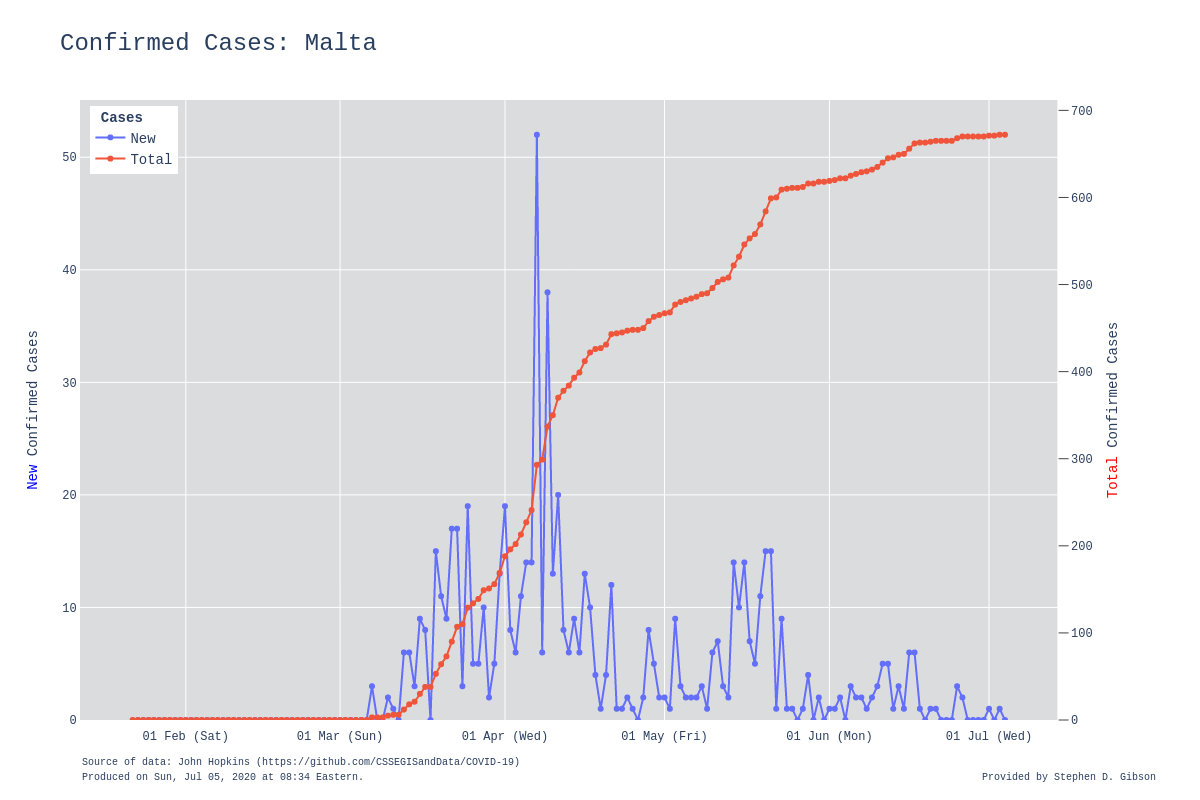 Confirmed Cases: Malta
Cases
New
Total
50
40
30
20
10
0
700
600
500
400
300
200
100
0
New Confirmed Cases
Total Confirmed Cases
01 Feb (Sat)
01 Mar (Sun)
01 Apr (Wed)
01 May (Fri)
01 Jun (Mon)
01 Jul (Wed)
Source of data: John Hopkins (https://github.com/CSSEGISandData/COVID-19)
Produced on Sun, Jul 05, 2020 at 08:34 Eastern.
Provided by Stephen D. Gibson